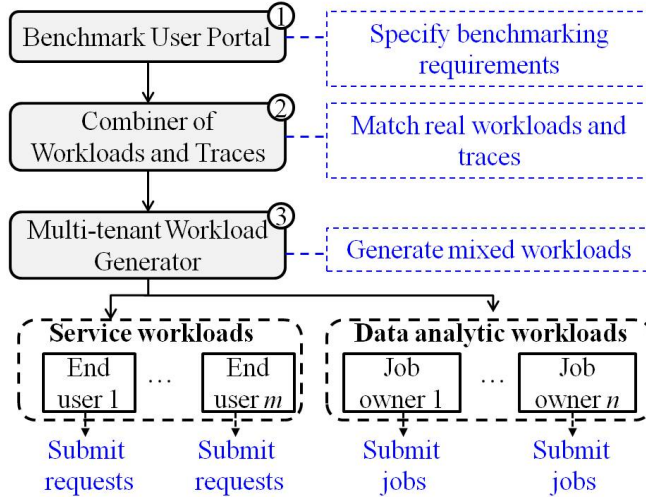 1
Benchmark User Portal
Specify benchmarking
requirements
2
Combiner of
Workloads and Traces
Match real workloads and
traces
3
Multi-tenant Workload
Generator
Generate mixed workloads
Service workloads
Data analytic workloads
End
user 1
...
End
user m
Job
owner 1
...
Job
owner n
Submit
requests
Submit
requests
Submit
jobs
Submit
jobs